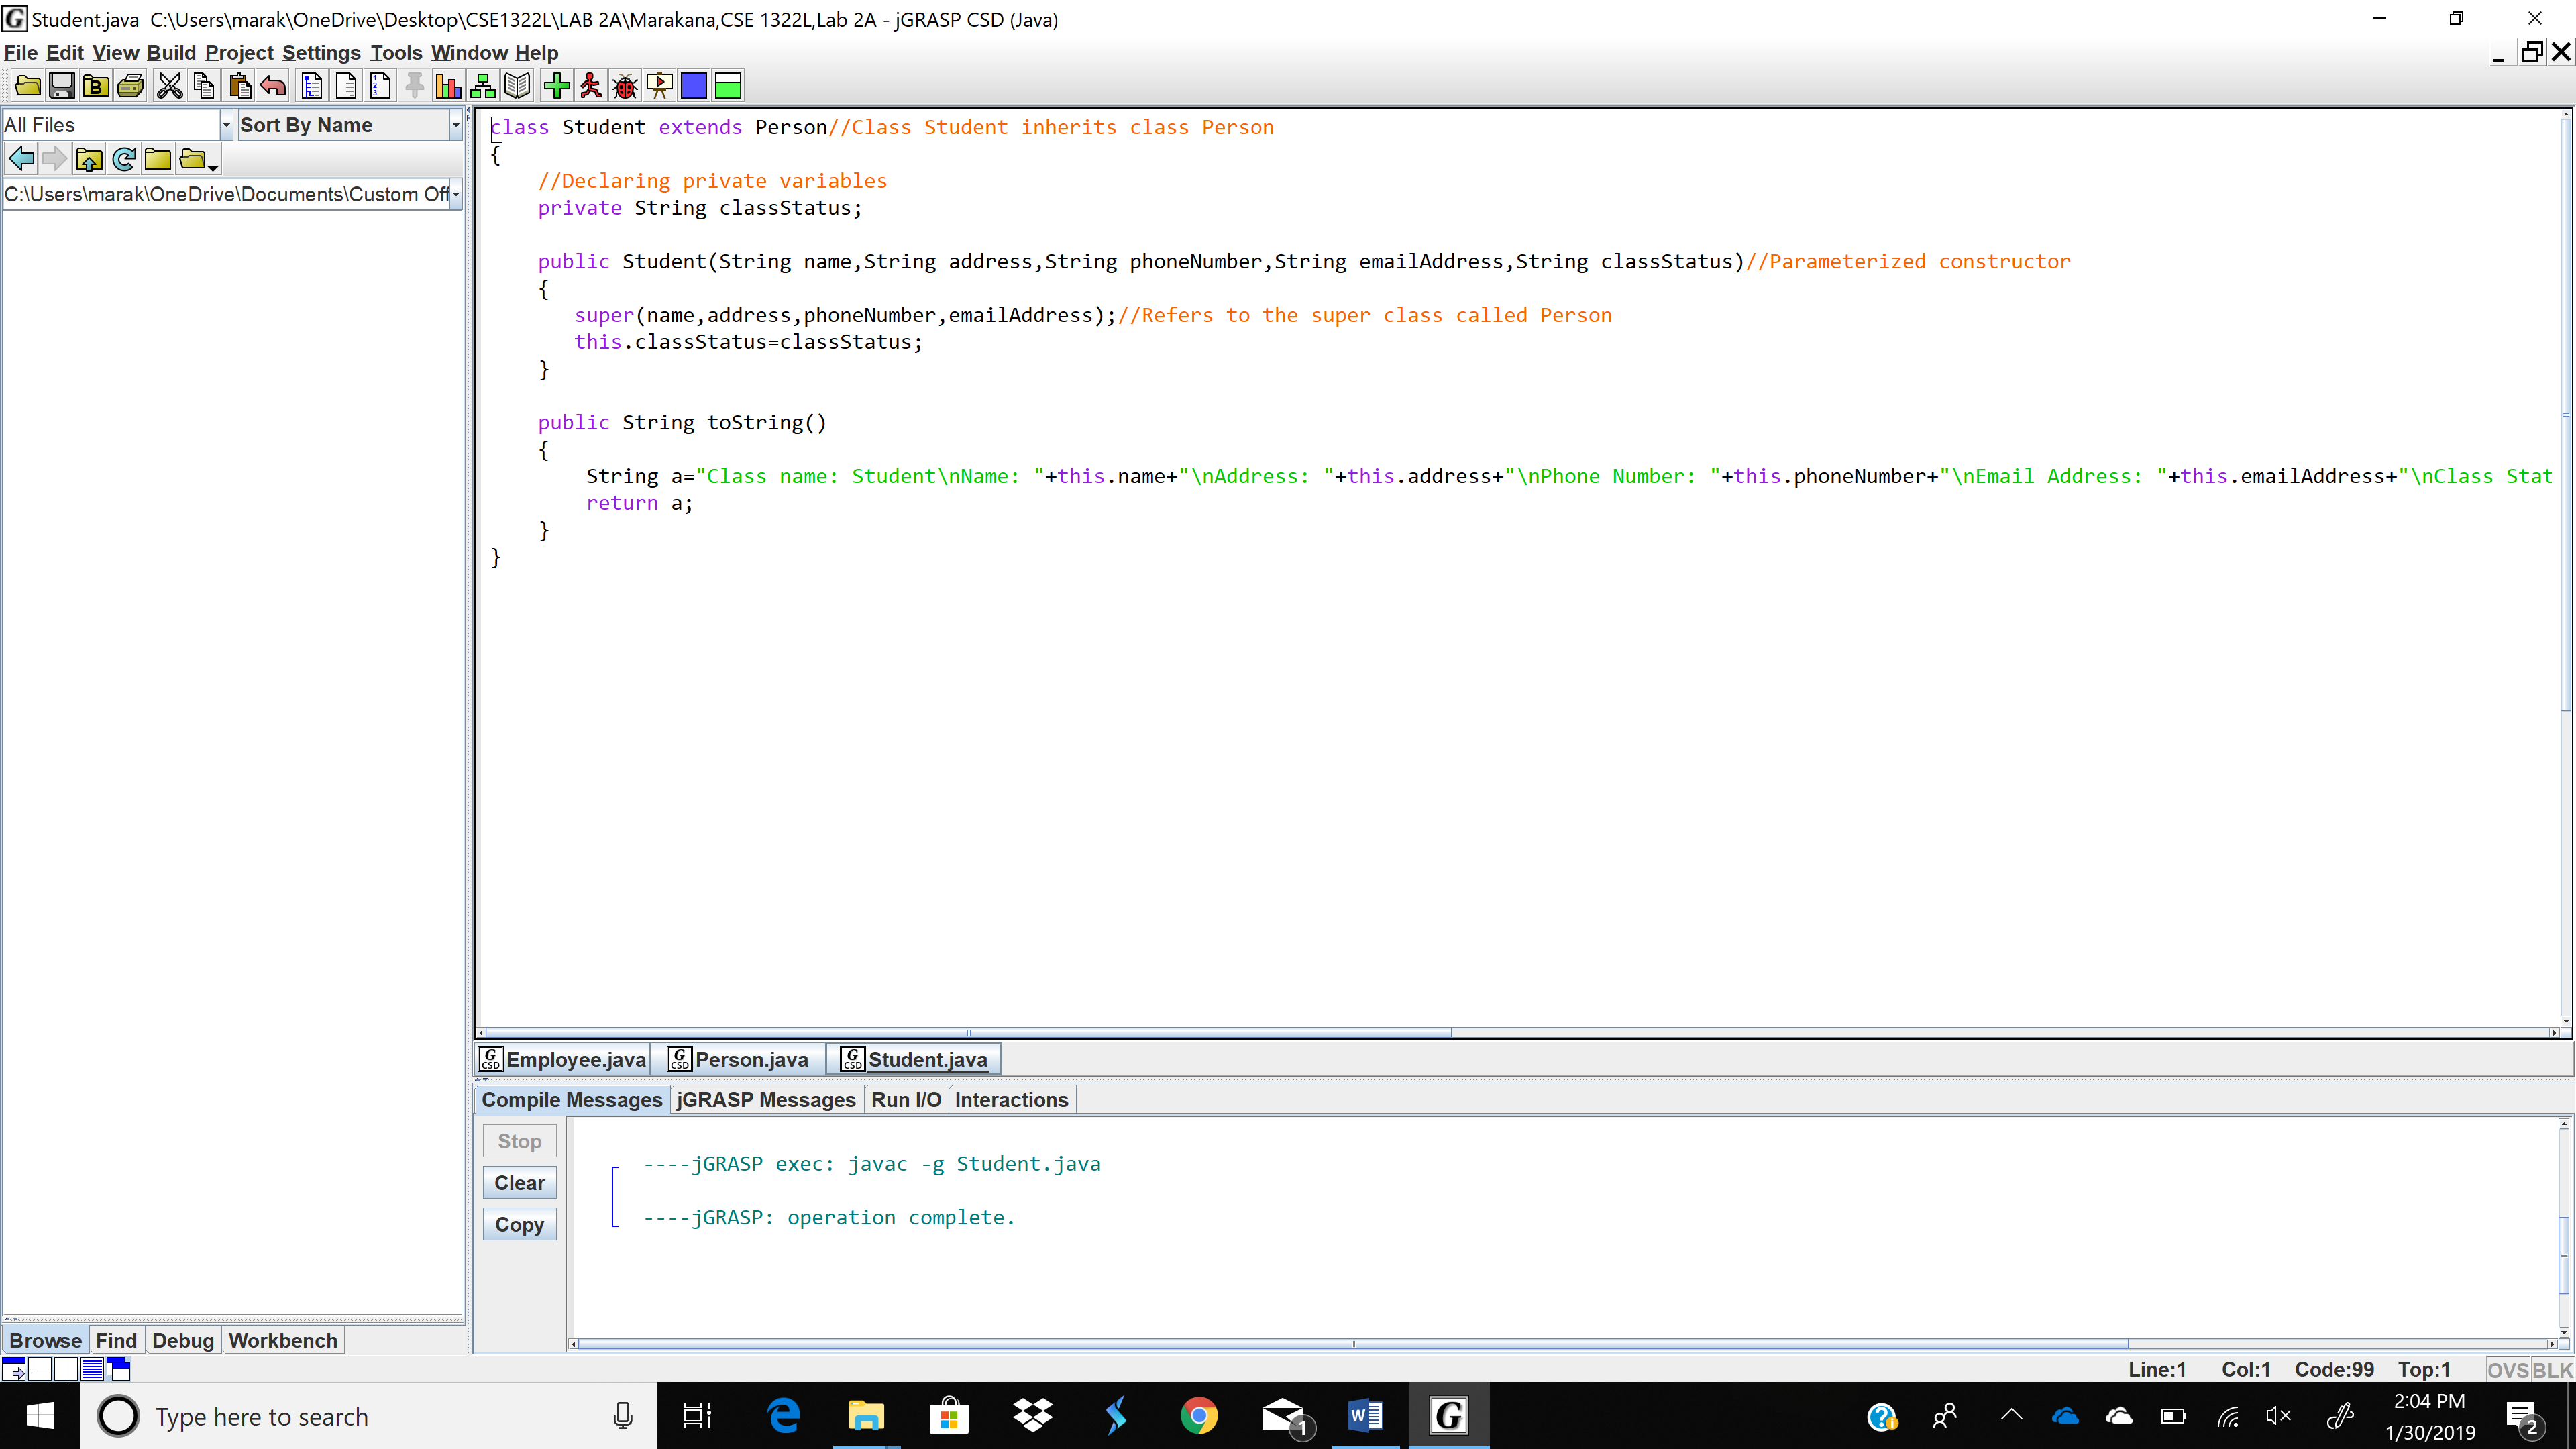 Student.java  C:\Users\marak\OneDrive\Desktop\CSE1322L\LAB 2A\Marakana,CSE 1322L,Lab 2A - jGRASP CSD (Java)
File Edit View Build Project Settings Tools Window Help
All Files
Sort By Name
C:\Users\marak\OneDrive\Documents\Custom Off
class Student extends Person//Class Student inherits class Person
{
    //Declaring private variables
    private String classStatus;
    public Student(String name,String address,String phoneNumber,String emailAddress,String classStatus)//Parameterized constructor
    {
       super(name,address,phoneNumber,emailAddress);//Refers to the super class called Person
       this.classStatus=classStatus;
    }
    public String toString()
    {
        String a="Class name: Student\nName: "+this.name+"\nAddress: "+this.address+"\nPhone Number: "+this.phoneNumber+"\nEmail Address: "+this.emailAddress+"\nClass Stat
        return a;
    }
}
Employee.java Person.java Student.java
Compile Messages jGRASP Messages Run I/O Interactions
Stop
Clear
Copy
----jGRASP exec: javac -g Student.java
----jGRASP: operation complete.
Browse Find Debug Workbench
Line:1 Col:1 Code:99 Top:1 OVS BLK
Type here to search
1
2:04 PM
1/30/2019
2